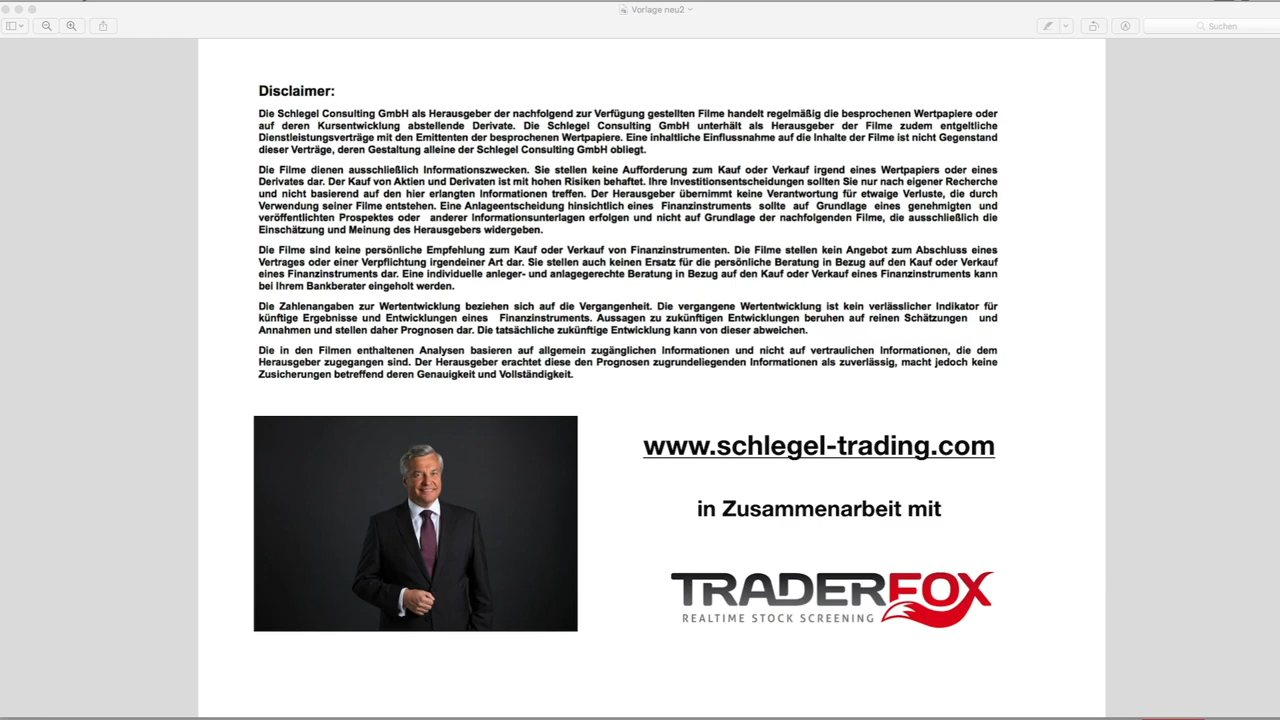 Vorlage neu2
Suchen
Disclaimer:
Die Schlegel Consulting GmbH als Herausgeber der nachfolgend zur Verfügung gestellten Filme handelt regelmäßig die besprochenen Wertpapiere oder
auf deren Kursentwicklung abstellende Derivate. Die Schlegel Consulting GmbH unterhält als Herausgeber der Filme zudem entgeltliche
Dienstleistungsverträge mit den Emittenten der besprochenen Wertpapiere. Eine inhaltliche Einflussnahme auf die Inhalte der Filme ist nicht Gegenstand
dieser Verträge, deren Gestaltung alleine der Schlegel Consulting GmbH obliegt.
Die Filme dienen ausschließlich Informationszwecken. Sie stellen keine Aufforderung zum Kauf oder Verkauf irgend eines Wertpapiers oder eines
Derivates dar. Der Kauf von Aktien und Derivaten ist mit hohen Risiken behaftet. Ihre Investitionsentscheidungen sollten Sie nur nach eigener Recherche
und nicht basierend auf den hier erlangten Informationen treffen. Der Herausgeber übernimmt keine Verantwortung für etwaige Verluste, die durch
Verwendung seiner Filme entstehen. Eine Anlageentscheidung hinsichtlich eines Finanzinstruments sollte auf Grundlage eines genehmigten und
veröffentlichten Prospektes oder anderer Informationsunterlagen erfolgen und nicht auf Grundlage der nachfolgenden Filme, die ausschließlich die
Einschätzung und Meinung des Herausgebers widergeben.
Die Filme sind keine persönliche Empfehlung zum Kauf oder Verkauf von Finanzinstrumenten. Die Filme stellen kein Angebot zum Abschluss eines
Vertrages oder einer Verpflichtung irgendeiner Art dar. Sie stellen auch keinen Ersatz für die persönliche Beratung in Bezug auf den Kauf oder Verkauf
eines Finanzinstruments dar. Eine individuelle anleger- und anlagegerechte Beratung in Bezug auf den Kauf oder Verkauf eines Finanzinstruments kann
bei Ihrem Bankberater eingeholt werden.
Die Zahlenangaben zur Wertentwicklung beziehen sich auf die Vergangenheit. Die vergangene Wertentwicklung ist kein verlässlicher Indikator für
künftige Ergebnisse und Entwicklungen eines Finanzinstruments. Aussagen zu zukünftigen Entwicklungen beruhen auf reinen Schätzungen und
Annahmen und stellen daher Prognosen dar. Die tatsächliche zukünftige Entwicklung kann von dieser abweichen.
Die in den Filmen enthaltenen Analysen basieren auf allgemein zugänglichen Informationen und nicht auf vertraulichen Informationen, die dem
Herausgeber zugegangen sind. Der Herausgeber erachtet diese den Prognosen zugrundeliegenden Informationen als zuverlässig, macht jedoch keine
Zusicherungen betreffend deren Genauigkeit und Vollständigkeit.
www.schlegel-trading.com
in Zusammenarbeit mit
TRADERFOX
REALTIME STOCK SCREENING